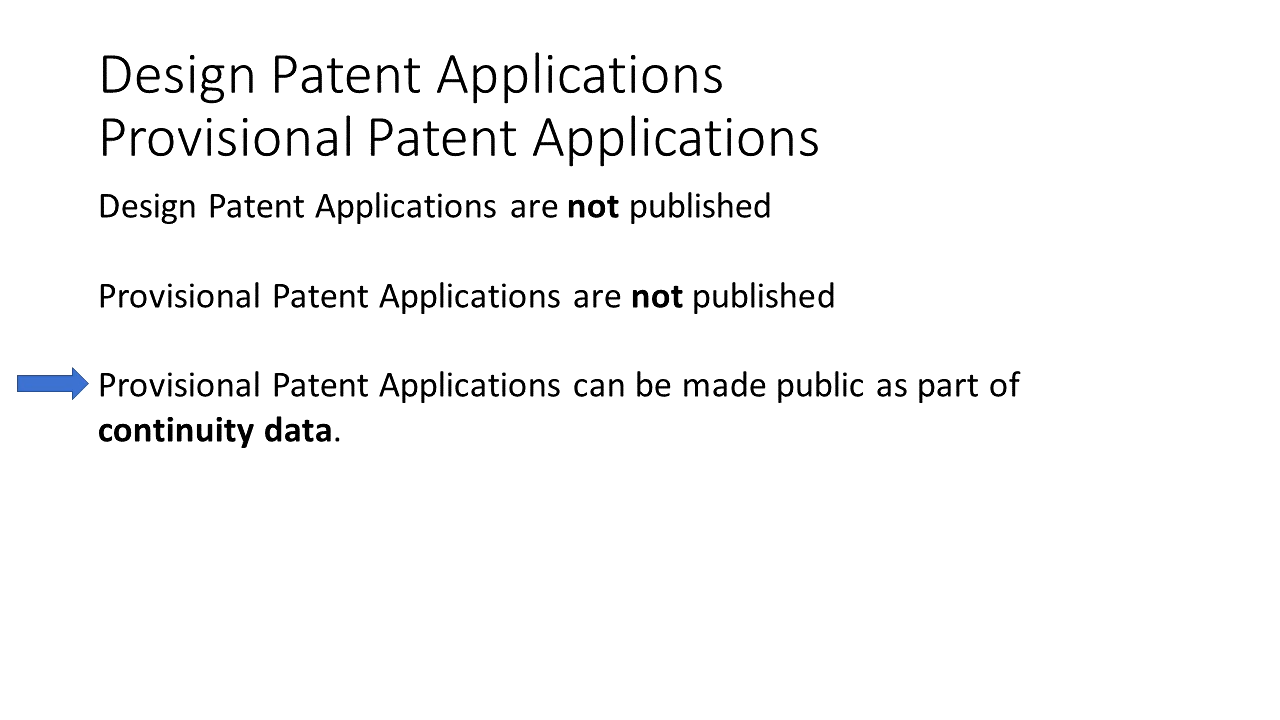 Design Patent Applications
Provisional Patent Applications
Design Patent Applications are not published
Provisional Patent Applications are not published
Provisional Patent Applications can be made public as part of
continuity data.